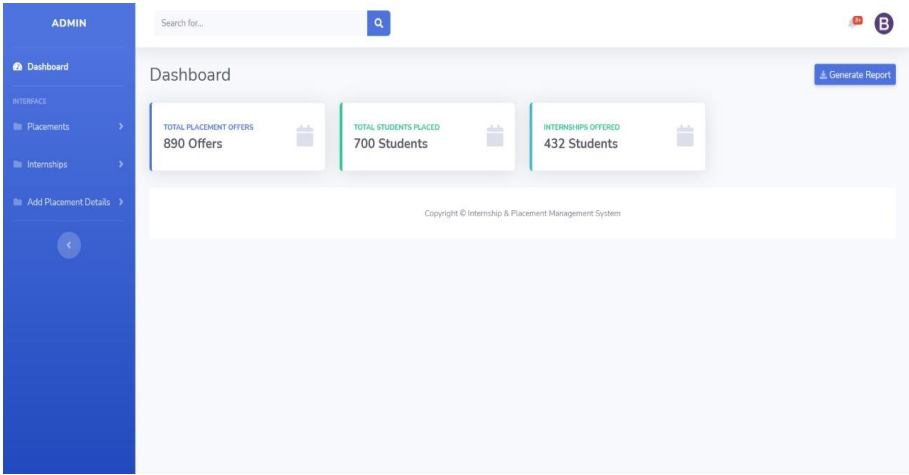 ADMIN
Search for...
3+
B
Dashboard
Dashboard
Generate Report
INTERFACE
Placements
Internships
Add Placement Details
TOTAL PLACEMENT OFFERS
890 Offers
TOTAL STUDENTS PLACED
700 Students
INTERNSHIPS OFFERED
432 Students
Copyright © Internship & Placement Management System